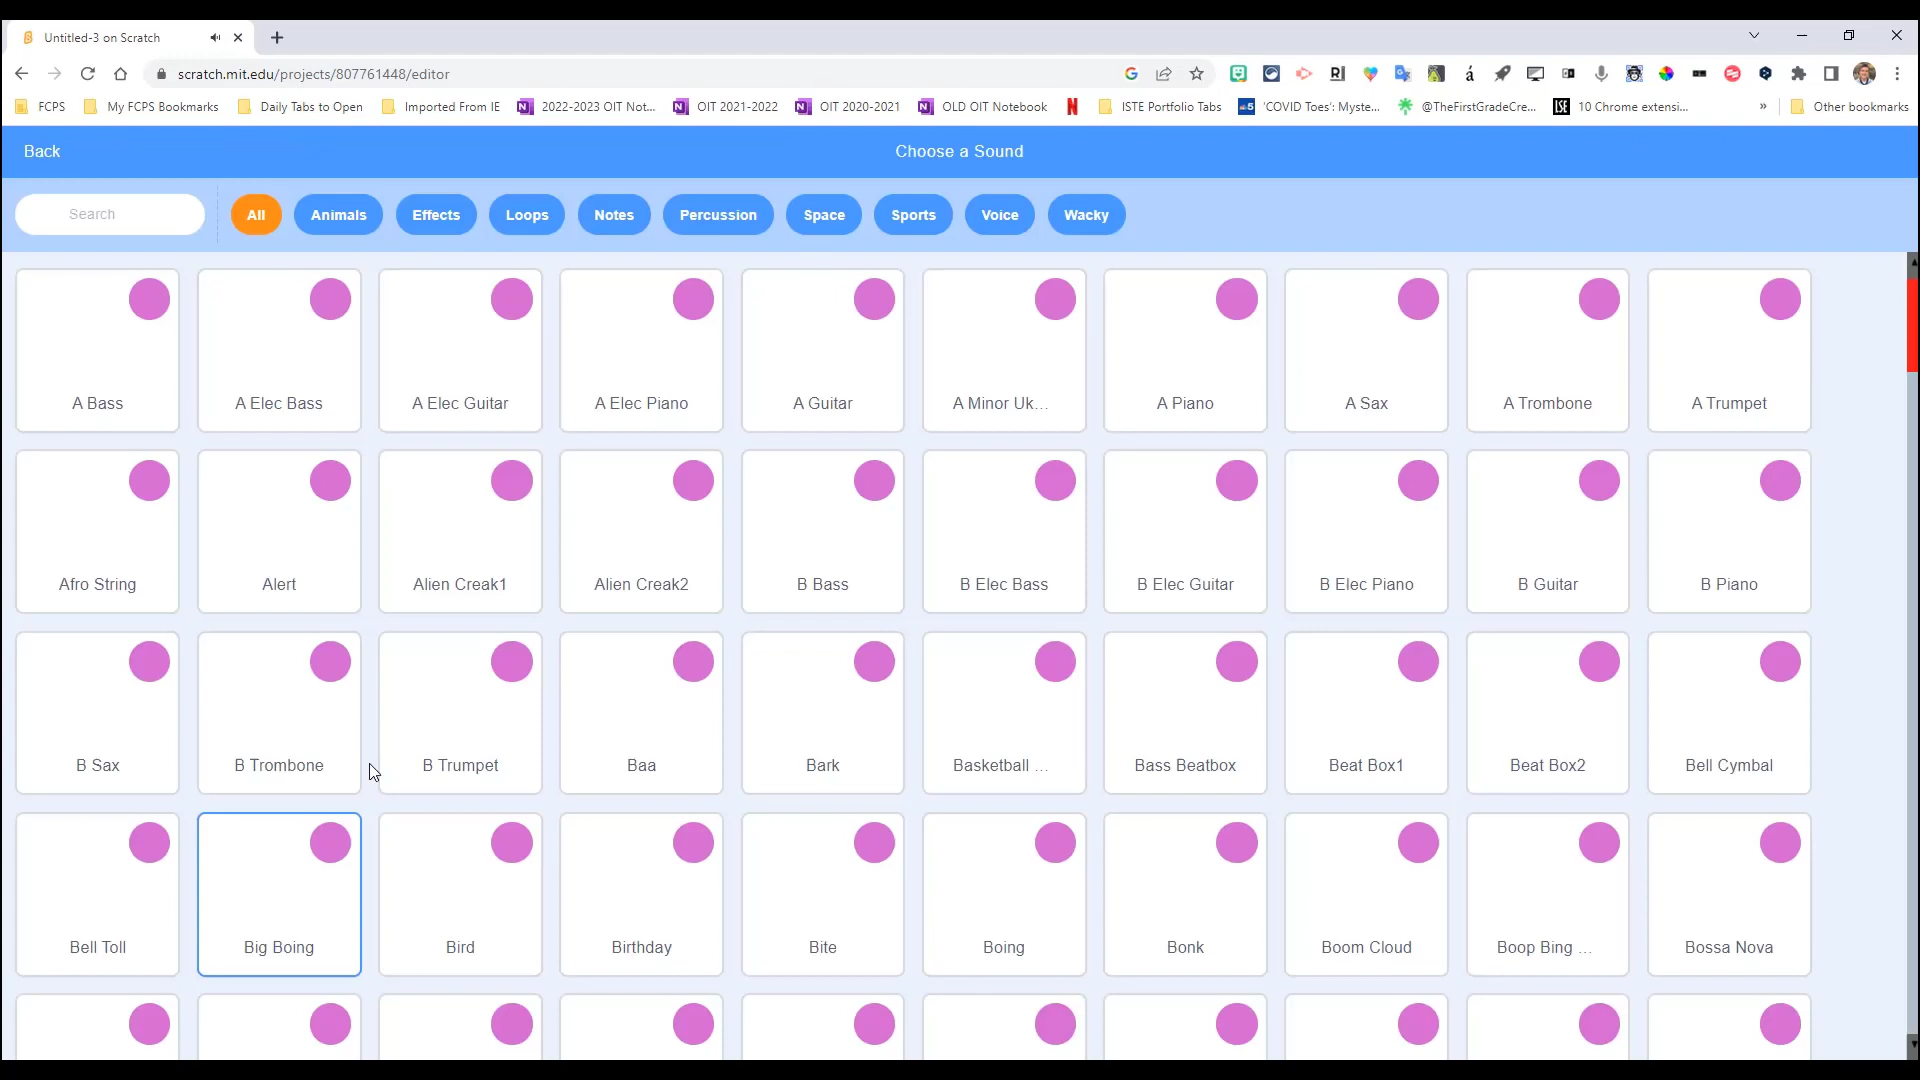 Untitled-3 on Scratch
scratch.mit.edu/projects/807761448/editor
FCPS My FCPS Bookmarks Daily Tabs to Open Imported From IE 2022-2023 OIT Not... OIT 2021-2022 OIT 2020-2021 OLD OIT Notebook ISTE Portfolio Tabs 'COVID Toes': Myste... @TheFirstGradeCre... 10 Chrome extensi... » Other bookmarks
Back Choose a Sound
Search All Animals Effects Loops Notes Percussion Space Sports Voice Wacky
A Bass A Elec Bass A Elec Guitar A Elec Piano A Guitar A Minor Uk... A Piano A Sax A Trombone A Trumpet
Afro String Alert Alien Creak1 Alien Creak2 B Bass B Elec Bass B Elec Guitar B Elec Piano B Guitar B Piano
B Sax B Trombone B Trumpet Baa Bark Basketball ... Bass Beatbox Beat Box1 Beat Box2 Bell Cymbal
Bell Toll Big Boing Bird Birthday Bite Boing Bonk Boom Cloud Boop Bing ... Bossa Nova